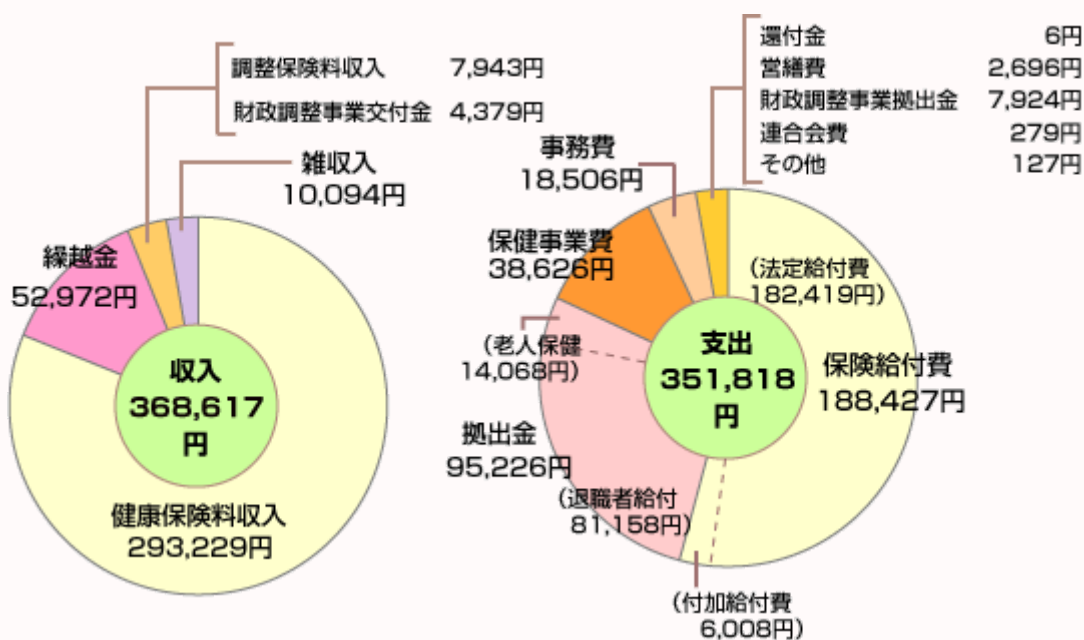 調整保険料収入 7,943円
財政調整事業交付金 4,379円
雑収入
10,094円
繰越金
52,972円
収入
368,617
円
健康保険料収入
293,229円
還付金 6円
営繕費 2,696円
財政調整事業拠出金 7,924円
連合会費 279円
その他 127円
事務費
18,506円
保健事業費
38,626円
(法定給付費
182,419円)
(老人保健
14,068円)
支出
351,818
円
保険給付費
188,427円
拠出金
95,226円
(退職者給付
81,158円)
(付加給付費
6,008円)